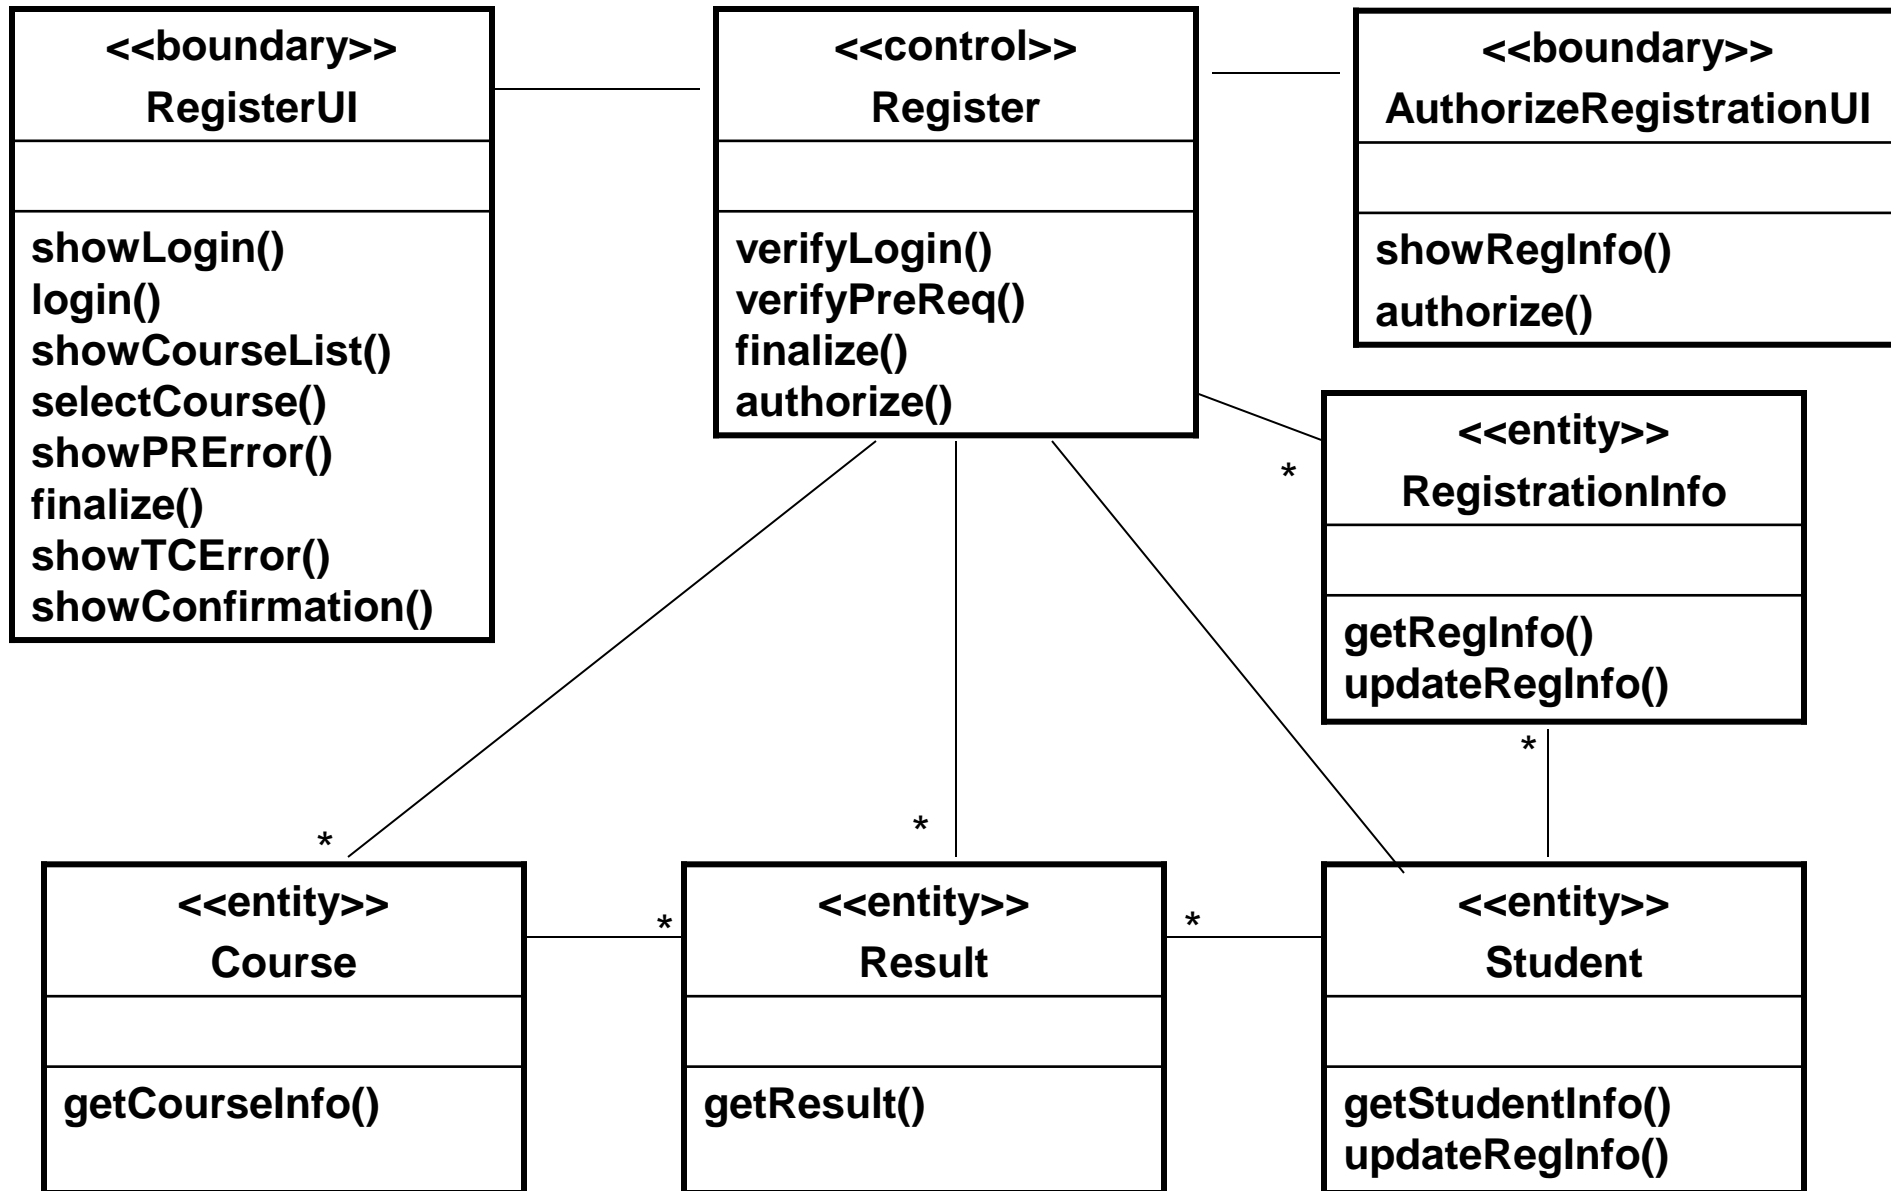 <<boundary>>
RegisterUI
showLogin()
login()
showCourseList()
selectCourse()
showPRError()
finalize()
showTCError()
showConfirmation()
<<control>>
Register
verifyLogin()
verifyPreReq()
finalize()
authorize()
<<boundary>>
AuthorizeRegistrationUI
showRegInfo()
authorize()
*
<<entity>>
RegistrationInfo
getRegInfo()
updateRegInfo()
*
*
*
<<entity>>
Course
getCourseInfo()
*
<<entity>>
Result
getResult()
*
<<entity>>
Student
getStudentInfo()
updateRegInfo()